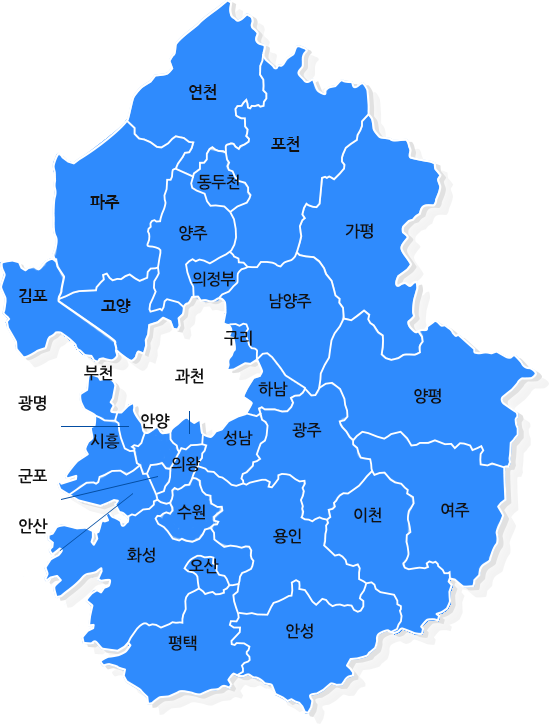 연천
포천
동두천
파주
양주
가평
의정부
김포
고양
남양주
구리
부천
과천
하남
광명
양평
안양
시흥
성남
광주
의왕
군포
수원
이천
여주
안산
용인
화성
오산
안성
평택